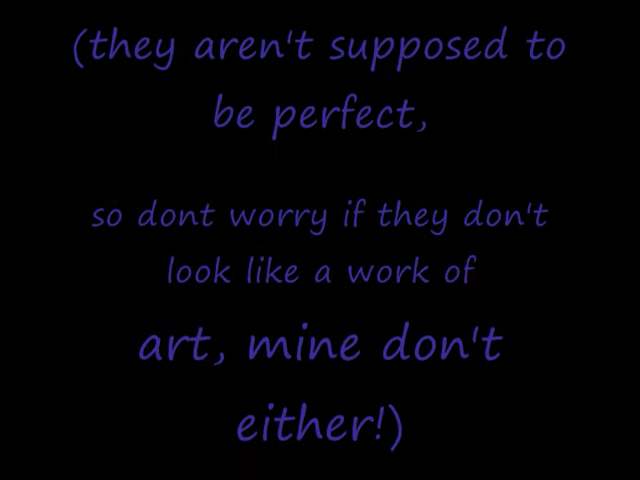 (they aren't supposed to
be perfect,
so dont worry if they don't
look like a work of
art, mine don't
either!)